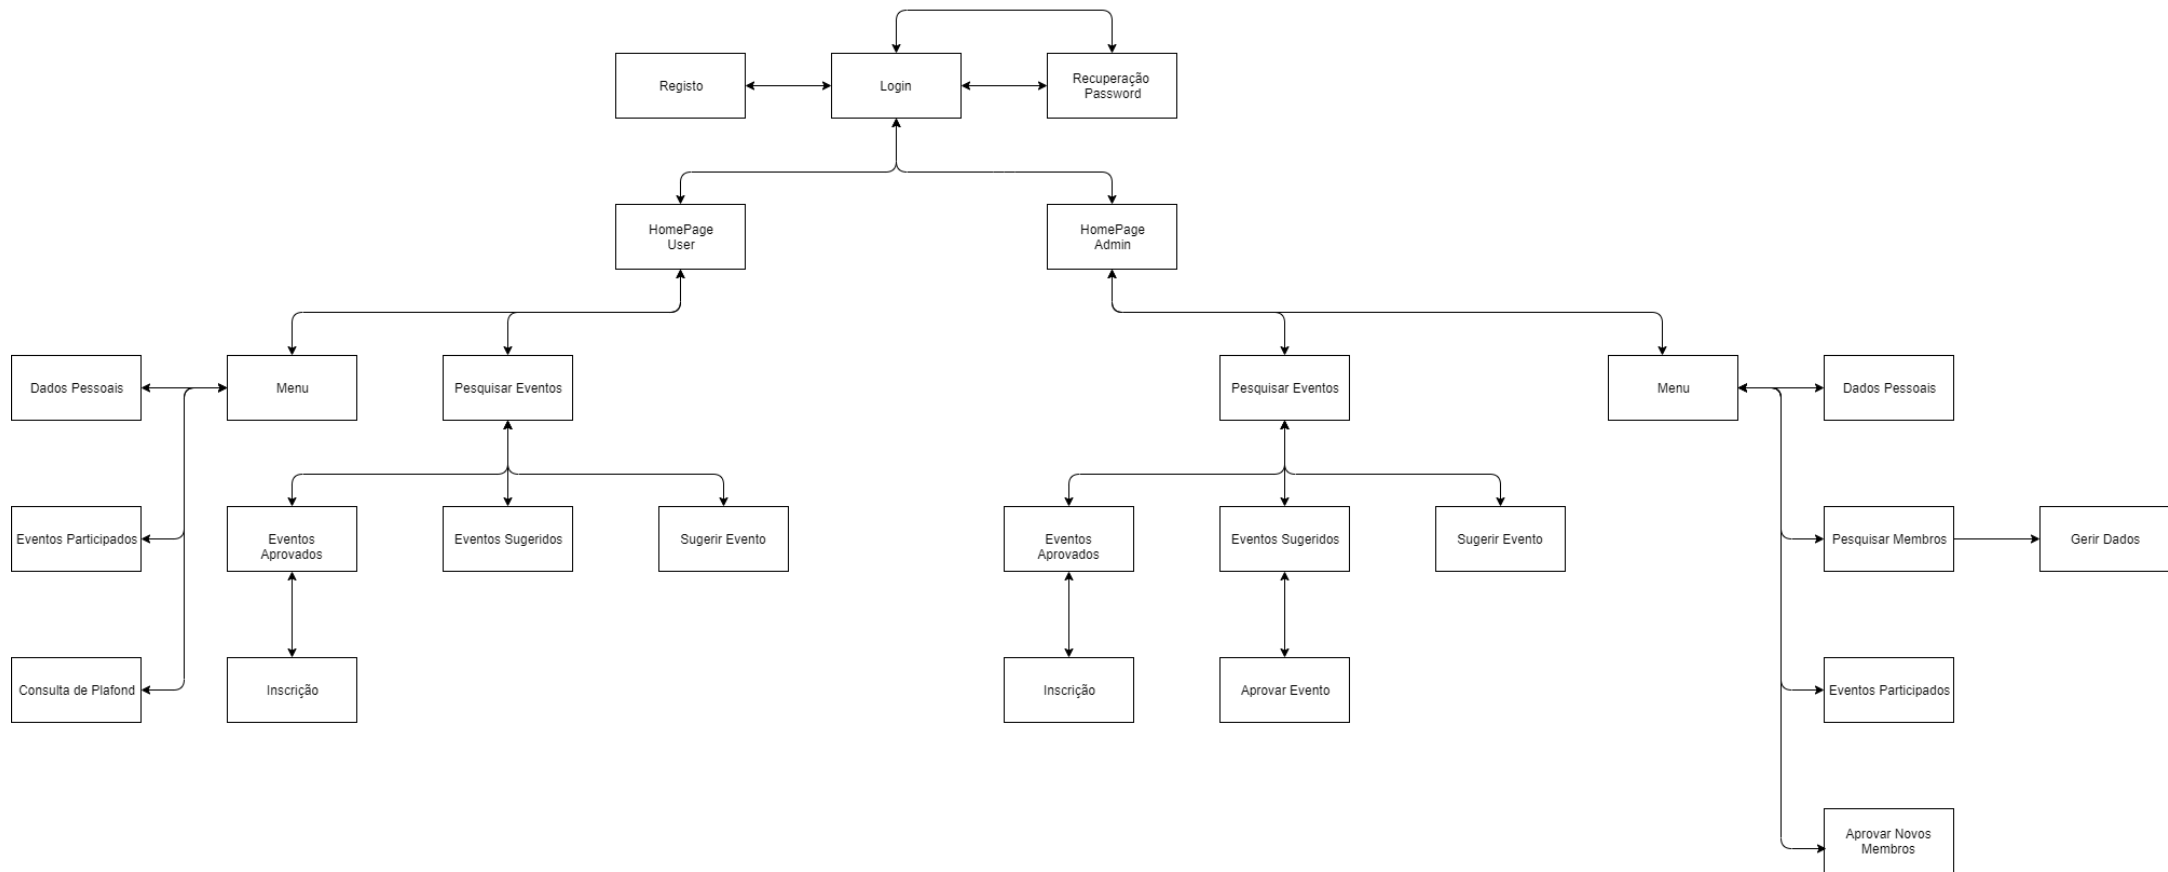 Registo
Login
Recuperação
Password
HomePage
User
HomePage
Admin
Dados Pessoais
Menu
Pesquisar Eventos
Pesquisar Eventos
Menu
Dados Pessoais
Eventos Participados
Eventos
Aprovados
Eventos Sugeridos
Sugerir Evento
Eventos
Aprovados
Eventos Sugeridos
Sugerir Evento
Pesquisar Membros
Gerir Dados
Consulta de Plafond
Inscrição
Inscrição
Aprovar Evento
Eventos Participados
Aprovar Novos
Membros